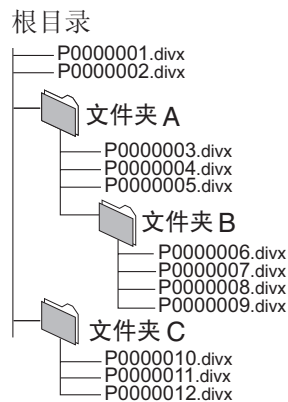 根目录
P0000001.divx
P0000002.divx
文件夹 A
P0000003.divx
P0000004.divx
P0000005.divx
文件夹 B
P0000006.divx
P0000007.divx
P0000008.divx
P0000009.divx
文件夹 C
P0000010.divx
P0000011.divx
P0000012.divx